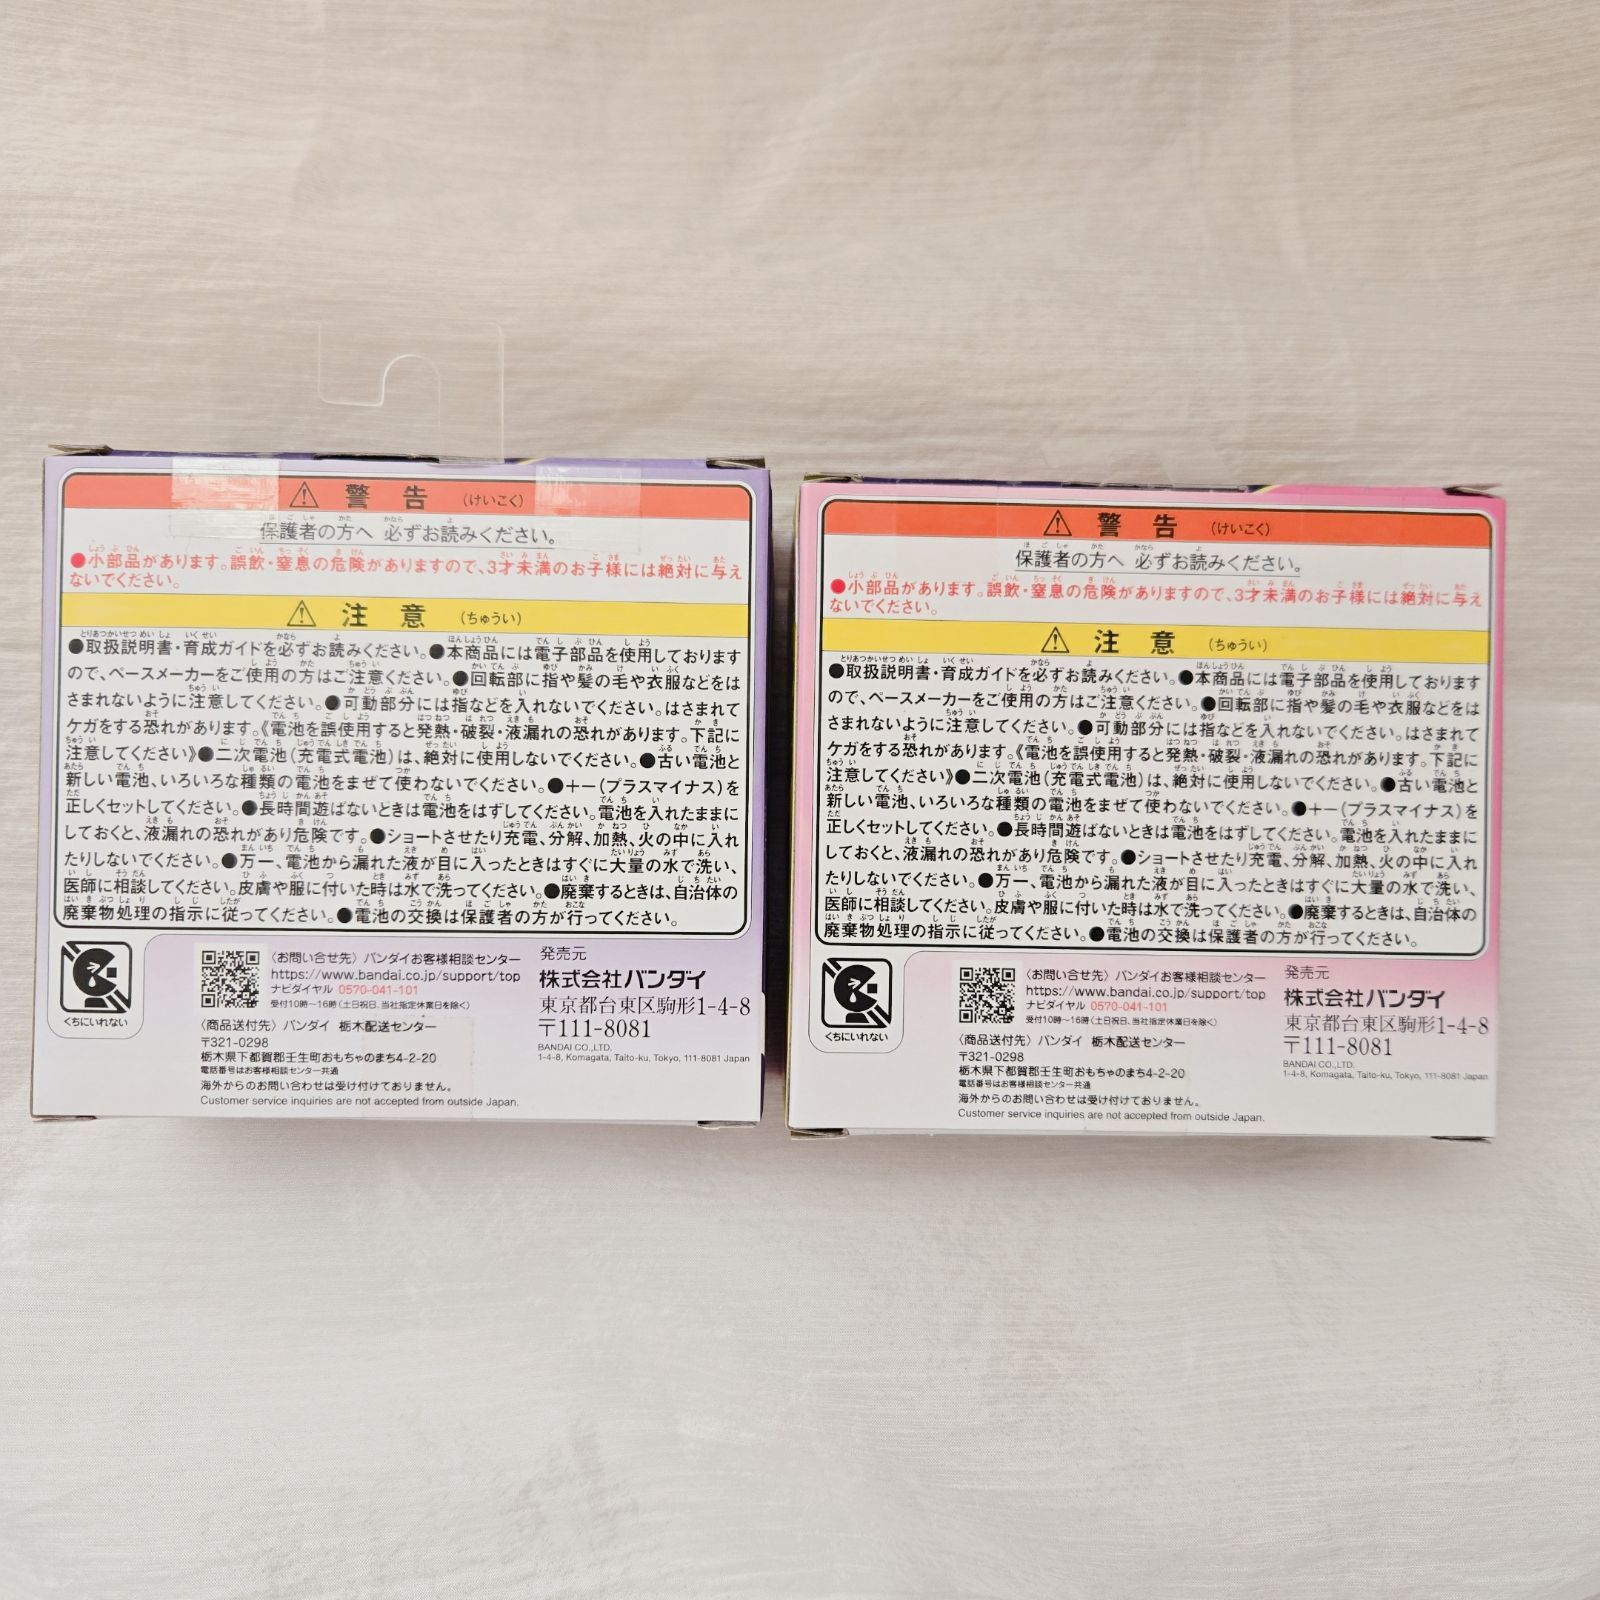 警告(けいこく)
保護者の方へ 必ずお読みください。
●小部品があります。誤飲・窒息の危険がありますので、3才未満のお子様には絶対に与え
ないでください。
注意(ちゅうい)
●取扱説明書・育成ガイドを必ずお読みください。●本商品には電子部品を使用しております
ので、ペースメーカーをご使用の方はご注意ください。●回転部に指や髪の毛や衣服などをは
さまれないように注意してください。●可動部分には指などを入れないでください。はさまれて
ケガをする恐れがあります。《電池を誤使用すると発熱・破裂・液漏れの恐れがあります。下記に
注意してください》●二次電池(充電式電池)は、絶対に使用しないでください。●古い電池と
新しい電池、いろいろな種類の電池をまぜて使わないでください。●+−(プラスマイナス)を
正しくセットしてください。●長時間遊ばないときは電池をはずしてください。電池を入れたままに
しておくと、液漏れの恐れがあり危険です。●ショートさせたり充電、分解、加熱、火の中に入れ
たりしないでください。●万一、電池から漏れた液が目に入ったときはすぐに大量の水で洗い、
医師に相談してください。皮膚や服に付いた時は水で洗ってください。●廃棄するときは、自治体の
廃棄物処理の指示に従ってください。●電池の交換は保護者の方が行ってください。
くちにいれない
〈お問い合せ先〉バンダイお客様相談センター
https://www.bandai.co.jp/support/top
ナビダイヤル 0570-041-101
受付10時〜16時(土日祝日、当社指定休業日を除く)
〈商品送付先〉バンダイ 栃木配送センター
〒321-0298
栃木県下都賀郡壬生町おもちゃのまち4-2-20
電話番号はお客様相談センター共通
海外からのお問い合わせは受け付けておりません。
Customer service inquiries are not accepted from outside Japan.
発売元
株式会社バンダイ
東京都台東区駒形1-4-8
〒111-8081
BANDAI CO.,LTD.
1-4-8, Komagata, Taito-ku, Tokyo, 111-8081 Japan
警告(けいこく)
保護者の方へ 必ずお読みください。
●小部品があります。誤飲・窒息の危険がありますので、3才未満のお子様には絶対に与え
ないでください。
注意(ちゅうい)
●取扱説明書・育成ガイドを必ずお読みください。●本商品には電子部品を使用しております
ので、ペースメーカーをご使用の方はご注意ください。●回転部に指や髪の毛や衣服などをは
さまれないように注意してください。●可動部分には指などを入れないでください。はさまれて
ケガをする恐れがあります。《電池を誤使用すると発熱・破裂・液漏れの恐れがあります。下記に
注意してください》●二次電池(充電式電池)は、絶対に使用しないでください。●古い電池と
新しい電池、いろいろな種類の電池をまぜて使わないでください。●+−(プラスマイナス)を
正しくセットしてください。●長時間遊ばないときは電池をはずしてください。電池を入れたままに
しておくと、液漏れの恐れがあり危険です。●ショートさせたり充電、分解、加熱、火の中に入れ
たりしないでください。●万一、電池から漏れた液が目に入ったときはすぐに大量の水で洗い、
医師に相談してください。皮膚や服に付いた時は水で洗ってください。●廃棄するときは、自治体の
廃棄物処理の指示に従ってください。●電池の交換は保護者の方が行ってください。
くちにいれない
〈お問い合せ先〉バンダイお客様相談センター
https://www.bandai.co.jp/support/top
ナビダイヤル 0570-041-101
受付10時〜16時(土日祝日、当社指定休業日を除く)
〈商品送付先〉バンダイ 栃木配送センター
〒321-0298
栃木県下都賀郡壬生町おもちゃのまち4-2-20
電話番号はお客様相談センター共通
海外からのお問い合わせは受け付けておりません。
Customer service inquiries are not accepted from outside Japan.
発売元
株式会社バンダイ
東京都台東区駒形1-4-8
〒111-8081
BANDAI CO.,LTD.
1-4-8, Komagata, Taito-ku, Tokyo, 111-8081 Japan